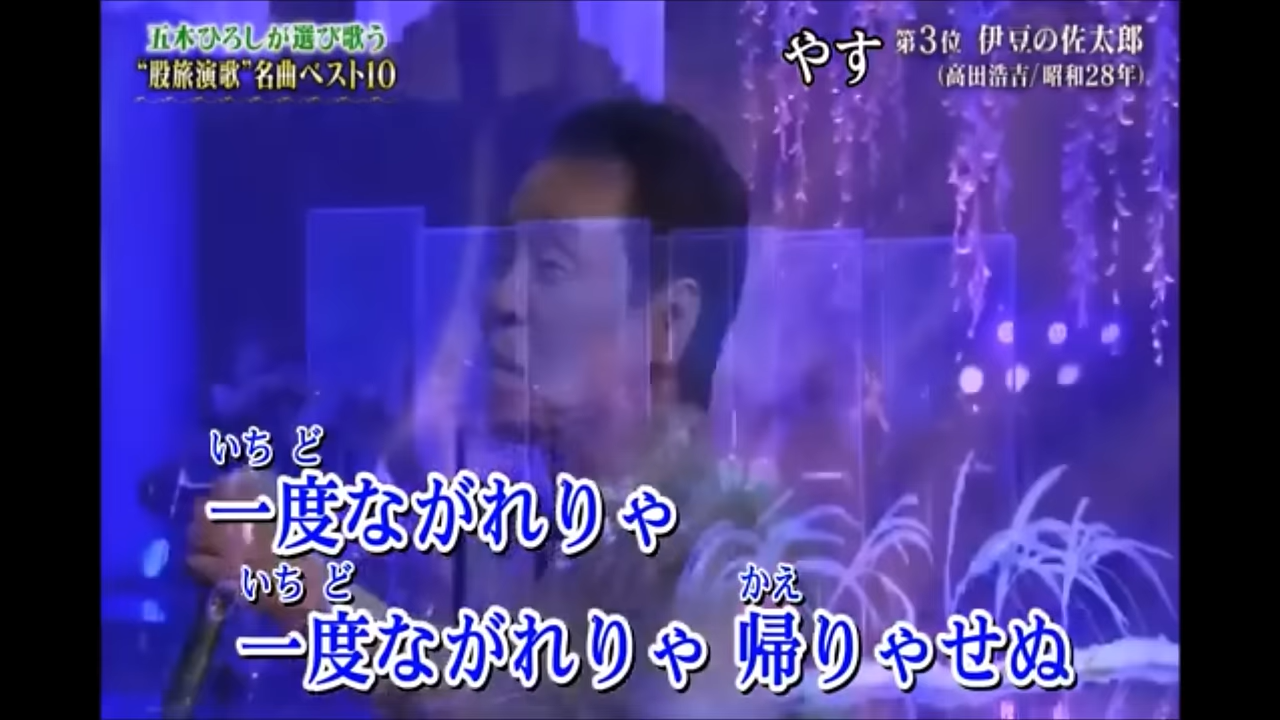 五木ひろしが選び歌う
“股旅演歌”名曲ベスト10
やす
第3位 伊豆の佐太郎
(高田浩吉/昭和28年)
いちど
一度ながれりゃ
いちど かえ
一度ながれりゃ 帰りゃせぬ